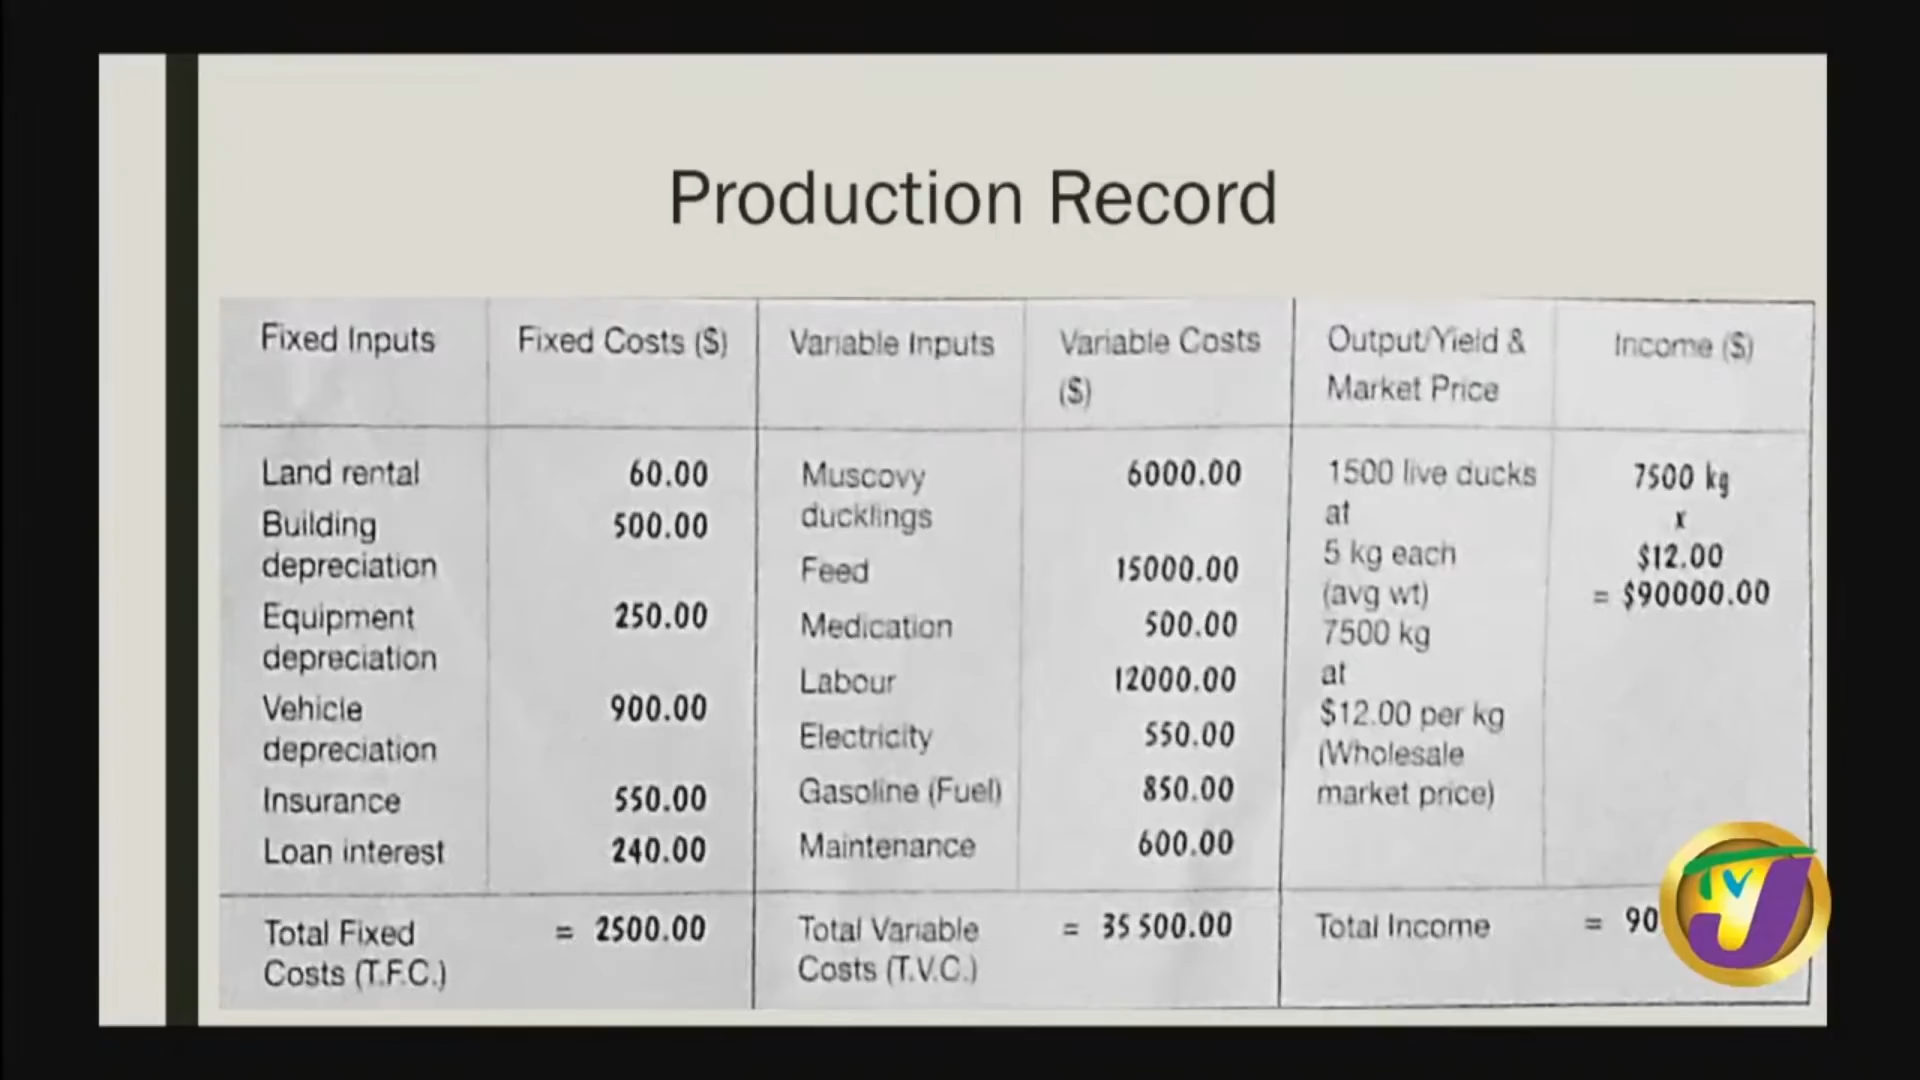 Production Record
Fixed Inputs
Fixed Costs ($)
Variable Inputs
Variable Costs
($)
Output/Yield &
Market Price
Income ($)
Land rental
60.00
Building
depreciation
500.00
Equipment
depreciation
250.00
Vehicle
depreciation
900.00
Insurance
550.00
Loan interest
240.00
Muscovy
ducklings
6000.00
Feed
15000.00
Medication
500.00
Labour
12000.00
Electricity
550.00
Gasoline (Fuel)
850.00
Maintenance
600.00
1500 live ducks
at
5 kg each
(avg wt)
7500 kg
at
$12.00 per kg
(Wholesale
market price)
7500 kg
x
$12.00
= $90000.00
Total Fixed
Costs (T.F.C.)
= 2500.00
Total Variable
Costs (T.V.C.)
= 35 500.00
Total Income
= 90
TVJ